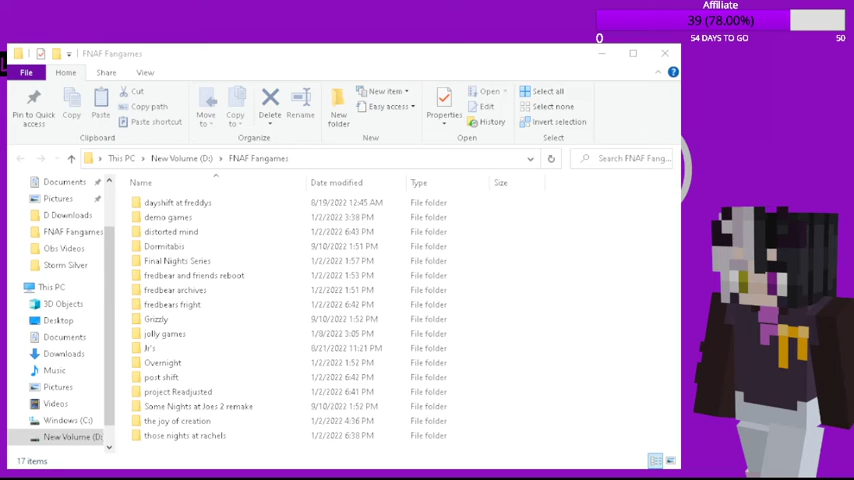 Affiliate
39 (78.00%)
0 54 DAYS TO GO 50
FNAF Fangames
File Home Share View
Pin to Quick access
Copy
Paste
Cut
Copy path
Paste shortcut
Clipboard
Move to
Copy to
Delete
Rename
Organize
New folder
New item
Easy access
New
Properties
Open
Edit
History
Open
Select all
Select none
Invert selection
Select
This PC > New Volume (D:) > FNAF Fangames
Search FNAF Fang...
Documents
Pictures
D Downloads
FNAF Fangames
Obs Videos
Storm Silver
This PC
3D Objects
Desktop
Documents
Downloads
Music
Pictures
Videos
Windows (C:)
New Volume (D:
Name Date modified Type Size
dayshift at freddys 8/19/2022 12:45 AM File folder
demo games 1/2/2022 3:38 PM File folder
distorted mind 1/2/2022 6:43 PM File folder
Dormitabis 9/10/2022 1:51 PM File folder
Final Nights Series 1/2/2022 1:57 PM File folder
fredbear and friends reboot 1/2/2022 1:53 PM File folder
fredbear archives 1/2/2022 1:51 PM File folder
fredbears fright 1/2/2022 6:42 PM File folder
Grizzly 9/10/2022 1:52 PM File folder
jolly games 1/8/2022 3:05 PM File folder
Jr's 8/21/2022 11:21 PM File folder
Overnight 1/2/2022 1:52 PM File folder
post shift 1/2/2022 6:42 PM File folder
project Readjusted 1/2/2022 6:41 PM File folder
Some Nights at Joes 2 remake 9/10/2022 1:52 PM File folder
the joy of creation 1/2/2022 4:36 PM File folder
those nights at rachels 1/2/2022 6:38 PM File folder
17 items